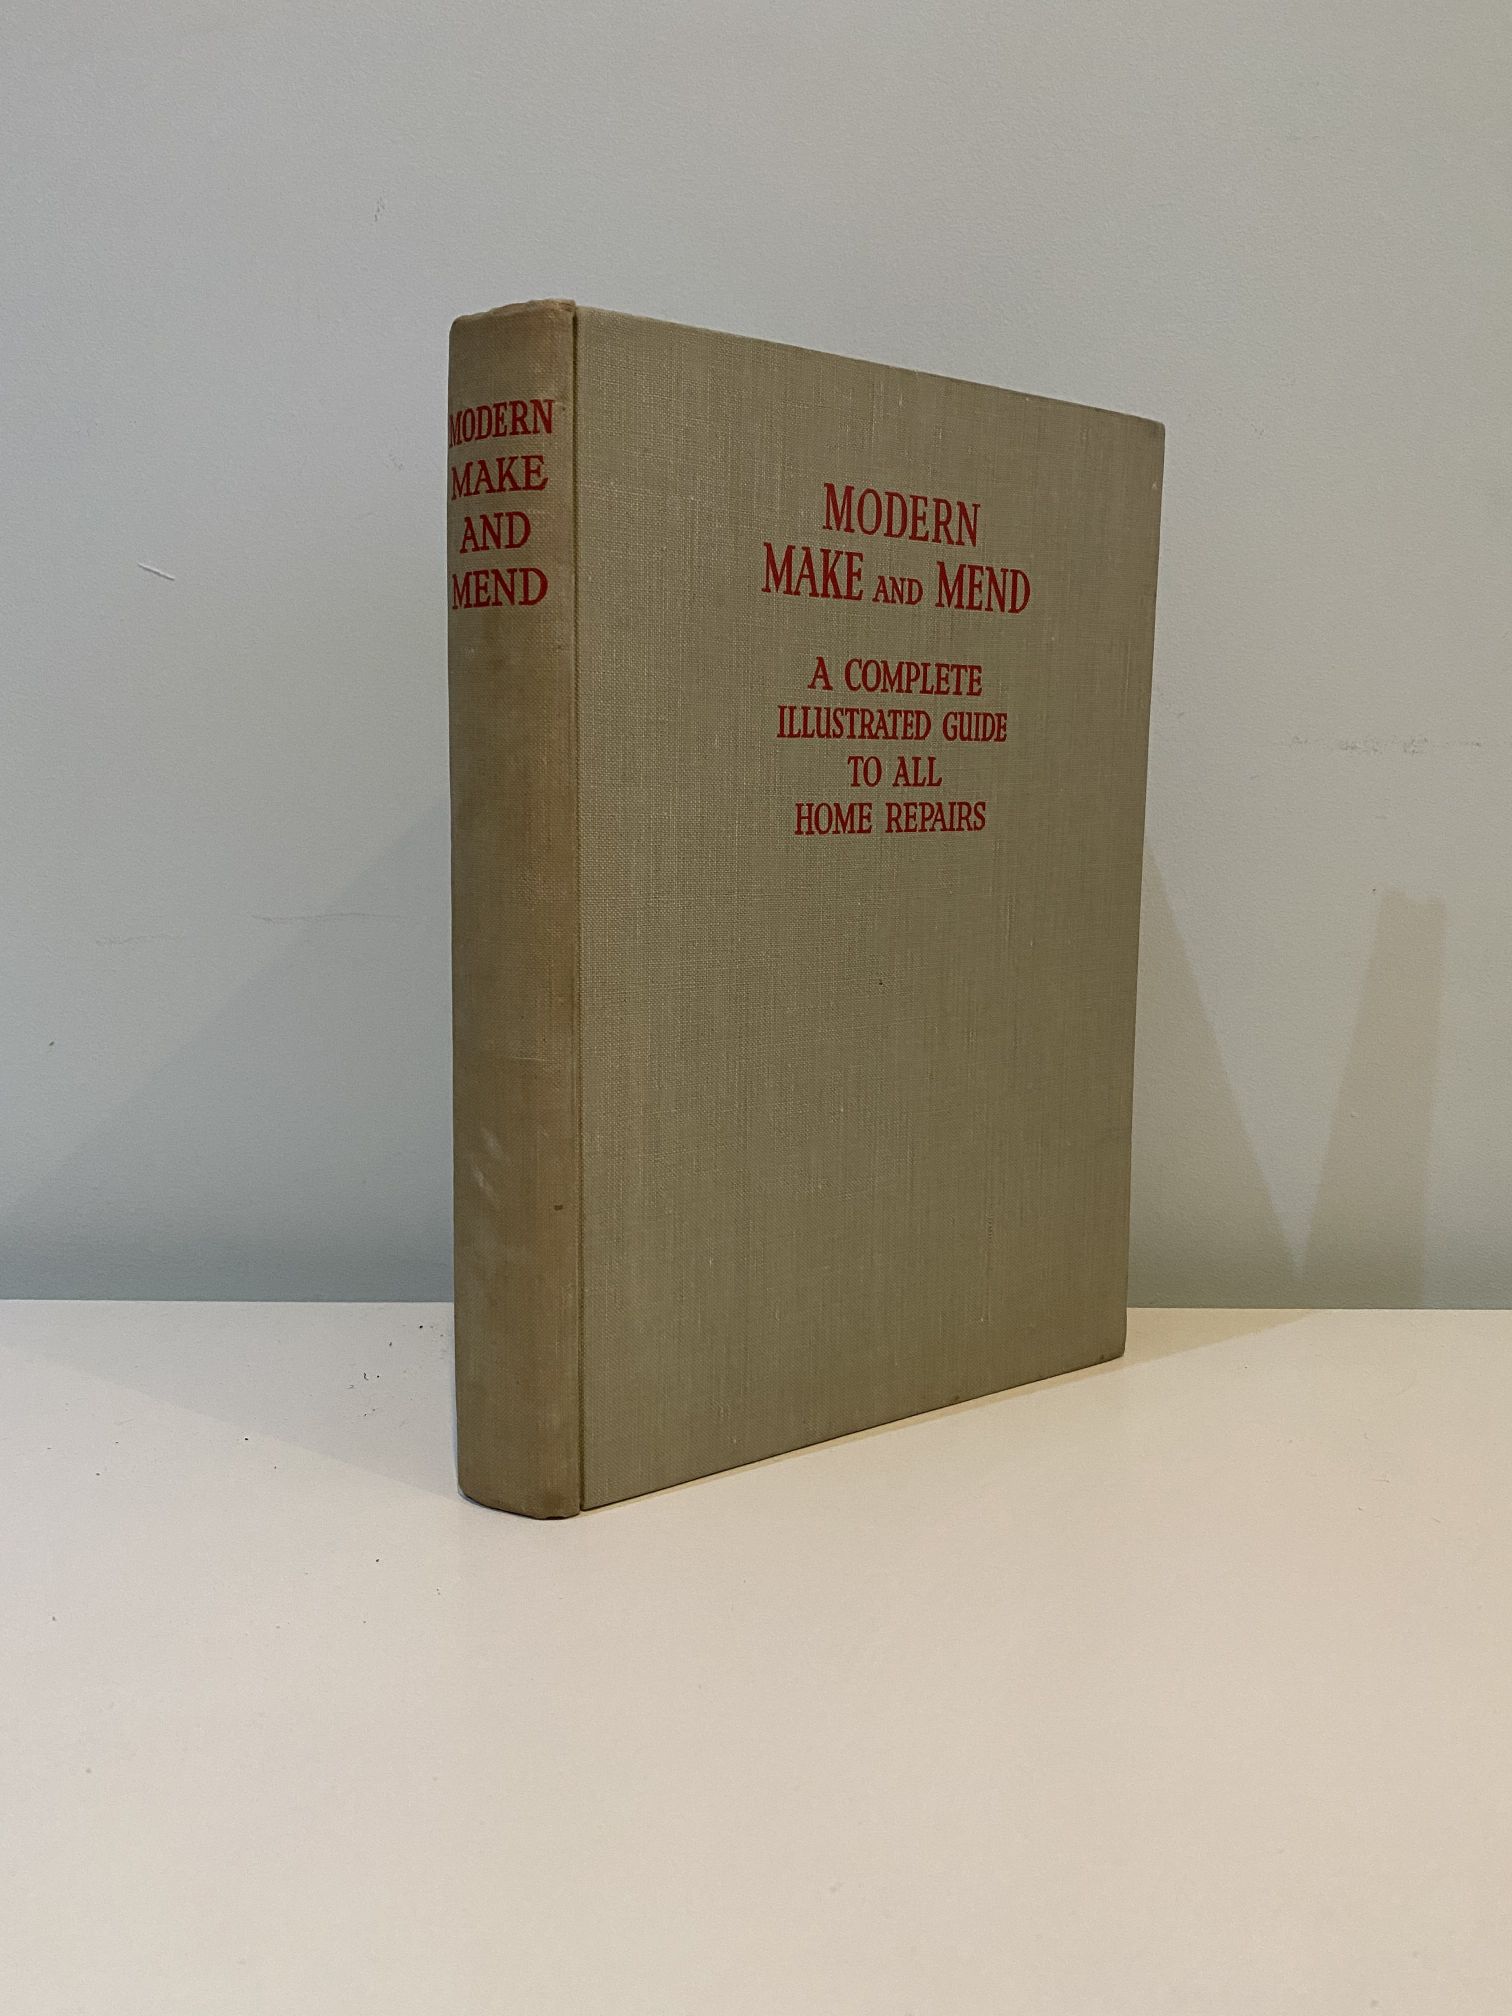 MODERN
MAKE
AND
MEND
MODERN
MAKE AND MEND
A COMPLETE
ILLUSTRATED GUIDE
TO ALL
HOME REPAIRS